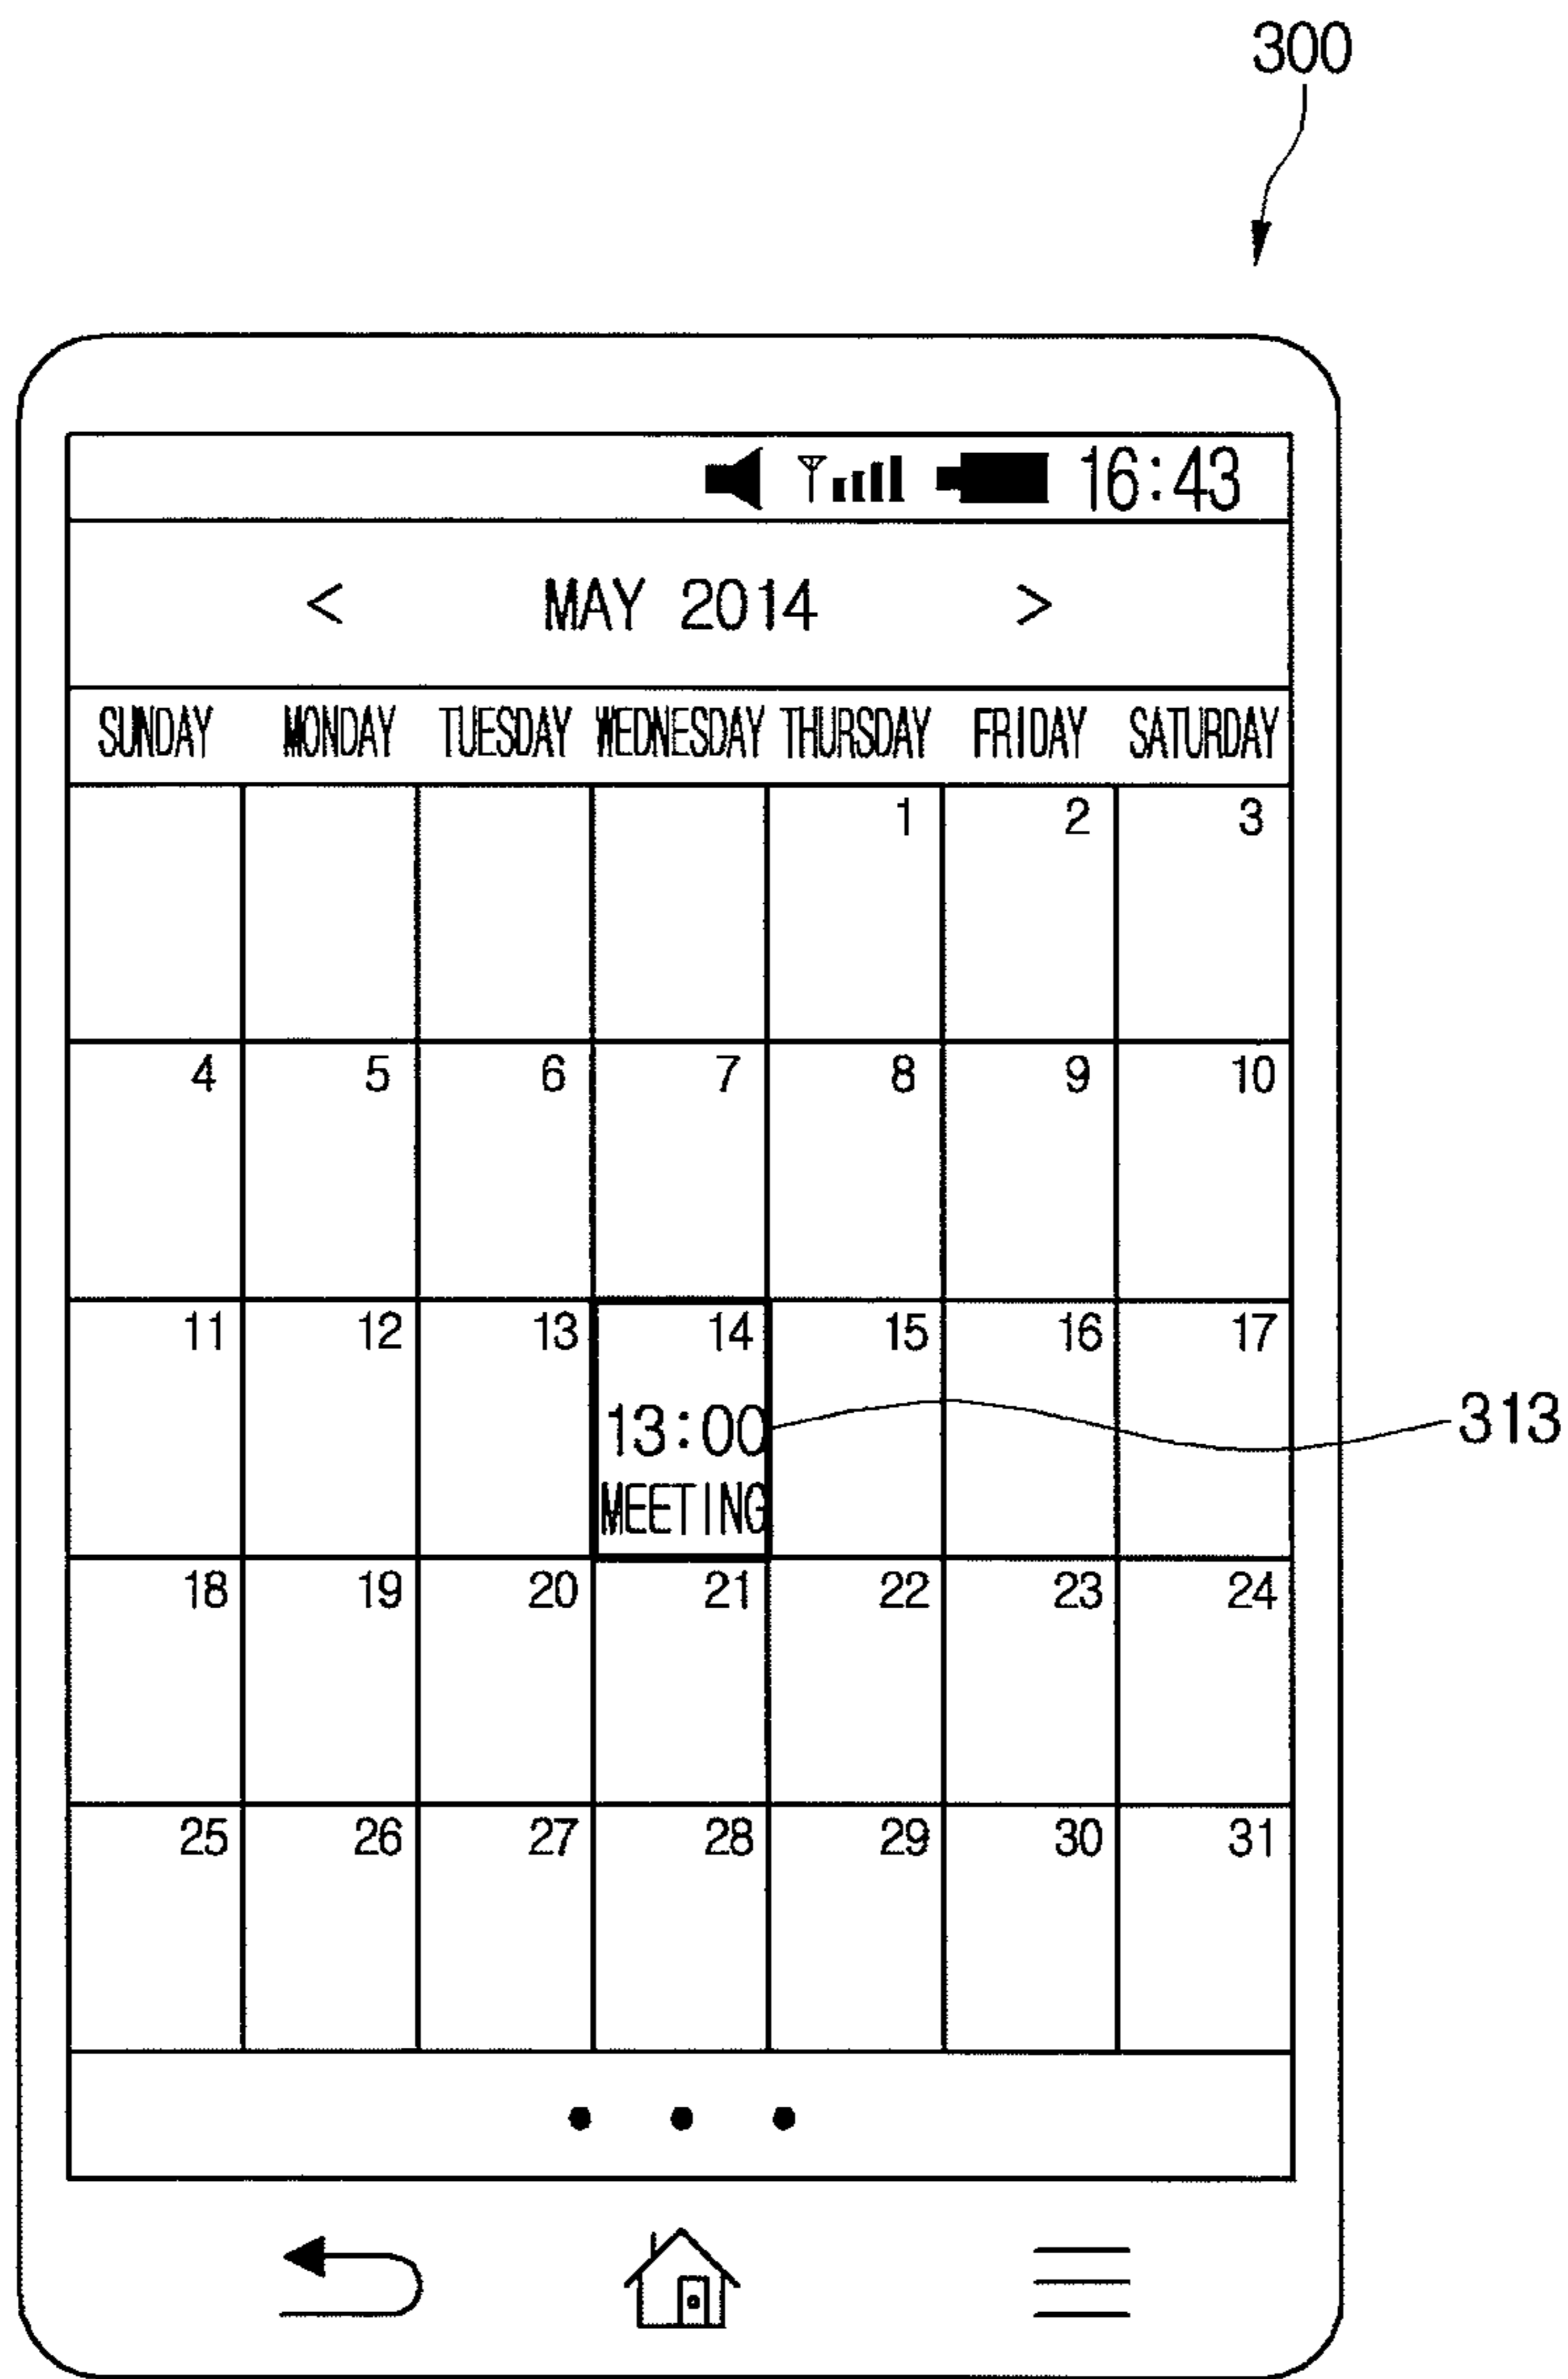 300
16:43
< MAY 2014 >
SUNDAY MONDAY TUESDAY WEDNESDAY THURSDAY FRIDAY SATURDAY
1 2 3
4 5 6 7 8 9 10
11 12 13 14 15 16 17
13:00
313
MEETING
18 19 20 21 22 23 24
25 26 27 28 29 30 31